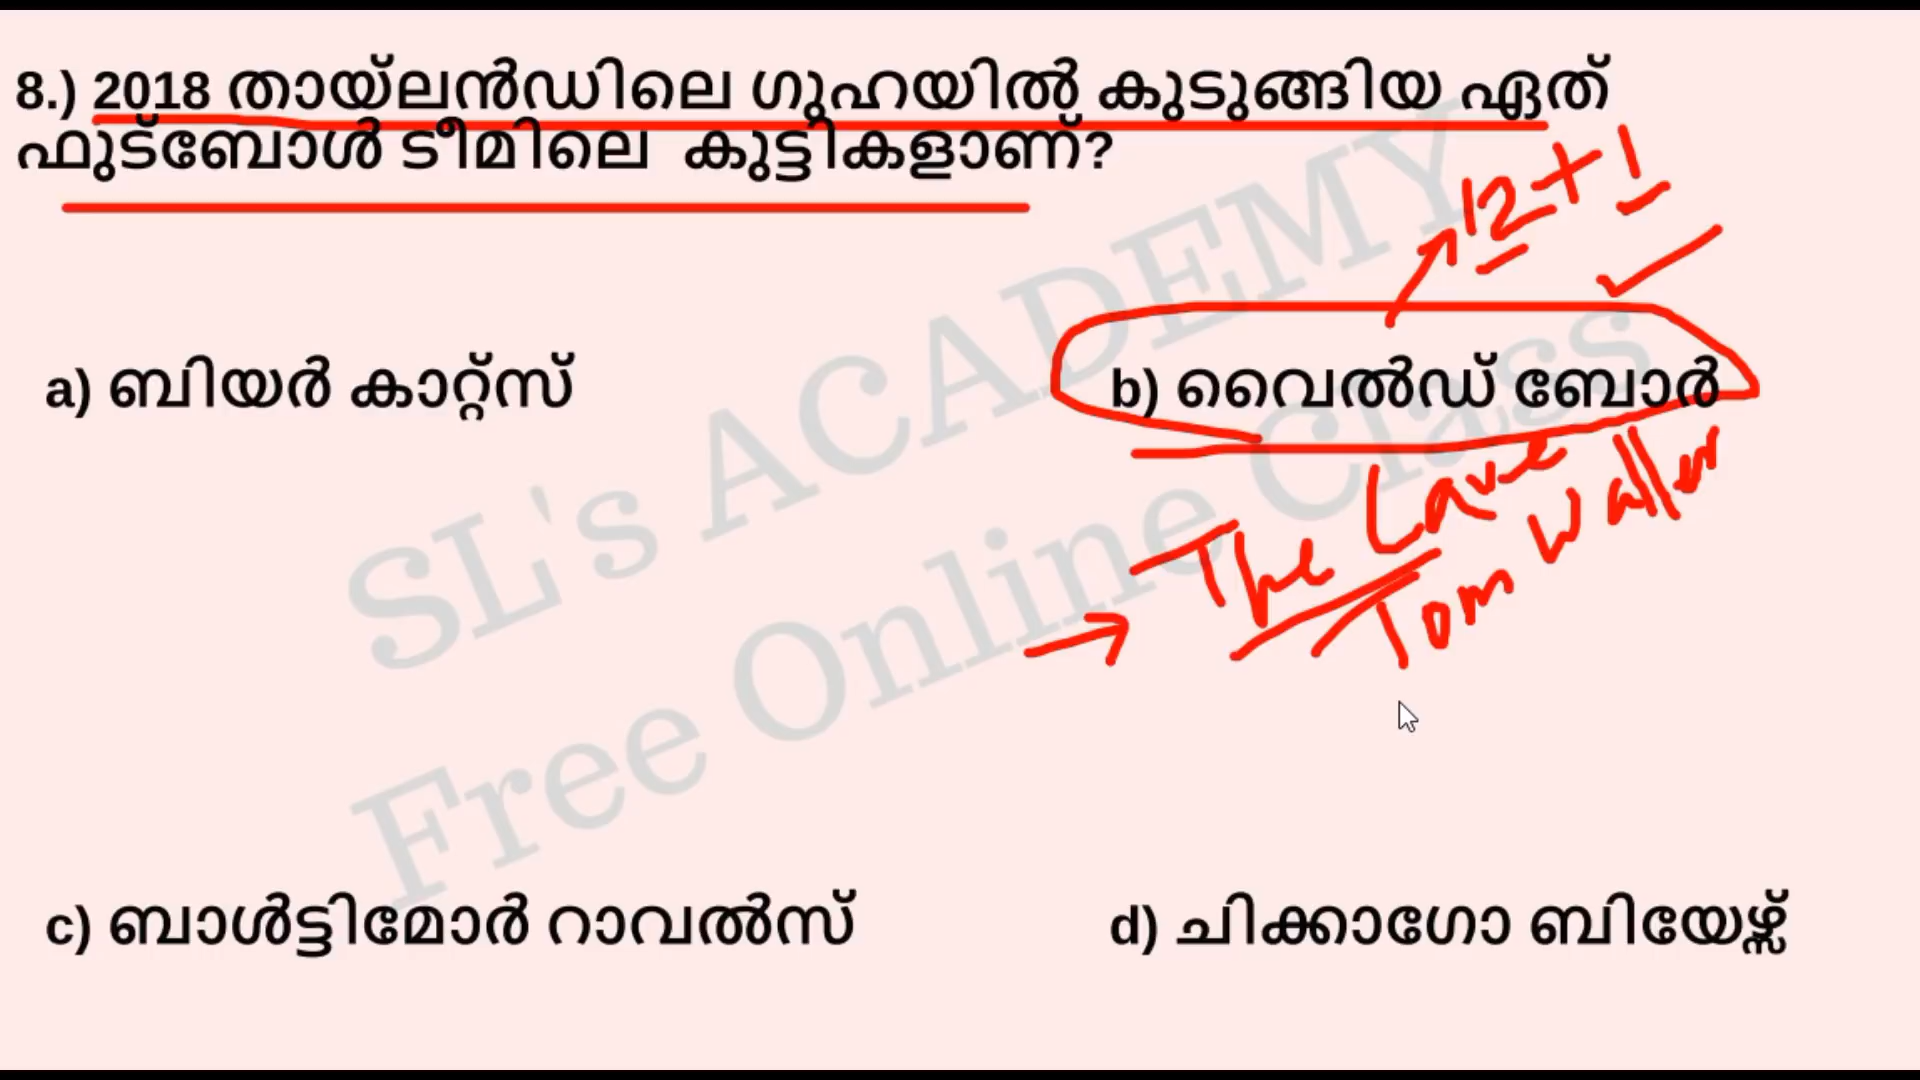 8.) 2018 തായ്ലൻഡിലെ ഗുഹയിൽ കുടുങ്ങിയ ഏത്
ഫുട്ബോൾ ടീമിലെ കുട്ടികളാണ്?
12+1
a) ബിയർ കാറ്റ്സ്
b) വൈൽഡ് ബോർ
The Cave
Tom Waller
c) ബാൾട്ടിമോർ റാവൽസ്
d) ചിക്കാഗോ ബിയേഴ്സ്
SL's ACADEMY
Free Online Class